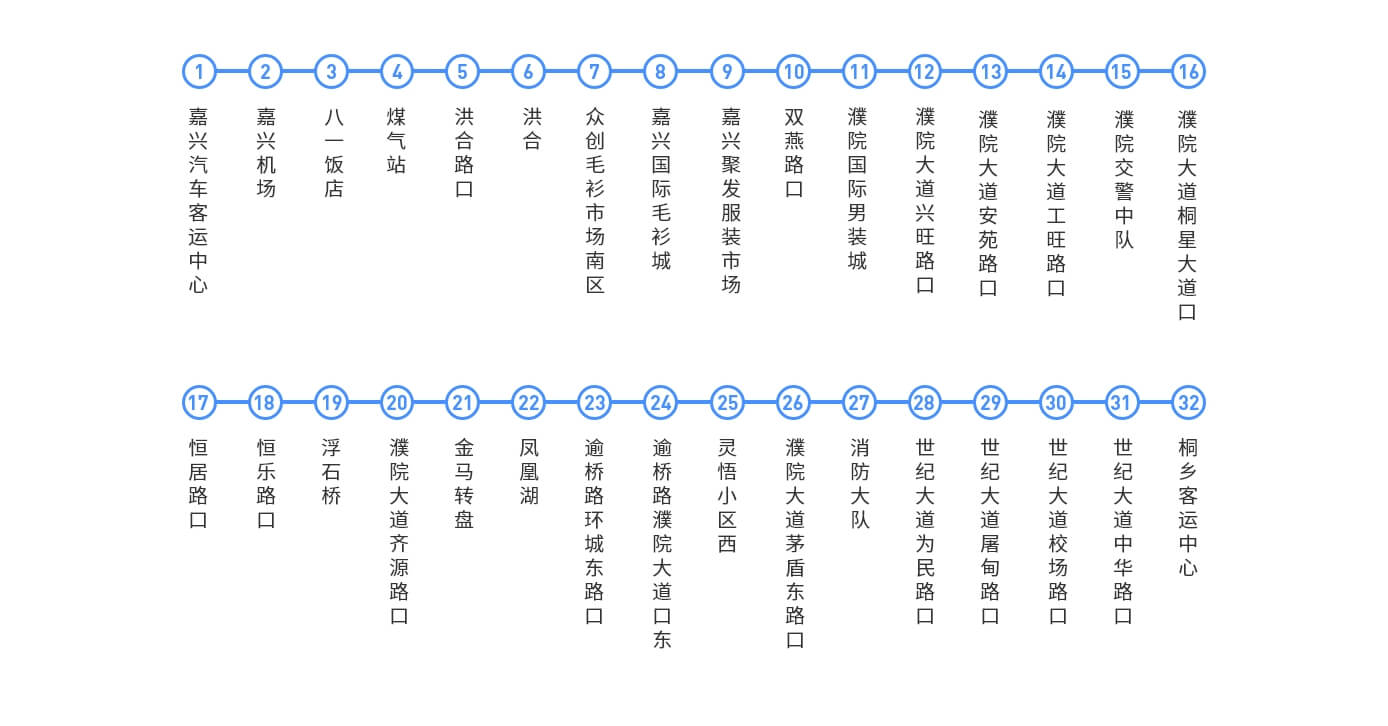 1 2 3 4 5 6 7 8 9 10 11 12 13 14 15 16
嘉兴汽车客运中心
嘉兴机场
八一饭店
煤气站
洪合路口
洪合
众创毛衫市场南区
嘉兴国际毛衫城
嘉兴聚发服装市场
双燕路口
濮院国际男装城
濮院大道兴旺路口
濮院大道安苑路口
濮院大道工旺路口
濮院交警中队
濮院大道桐星大道口
17 18 19 20 21 22 23 24 25 26 27 28 29 30 31 32
恒居路口
恒乐路口
浮石桥
濮院大道齐源路口
金马转盘
凤凰湖
逾桥路环城东路口
逾桥路濮院大道口东
灵悟小区西
濮院大道茅盾东路口
消防大队
世纪大道为民路口
世纪大道屠甸路口
世纪大道校场路口
世纪大道中华路口
桐乡客运中心